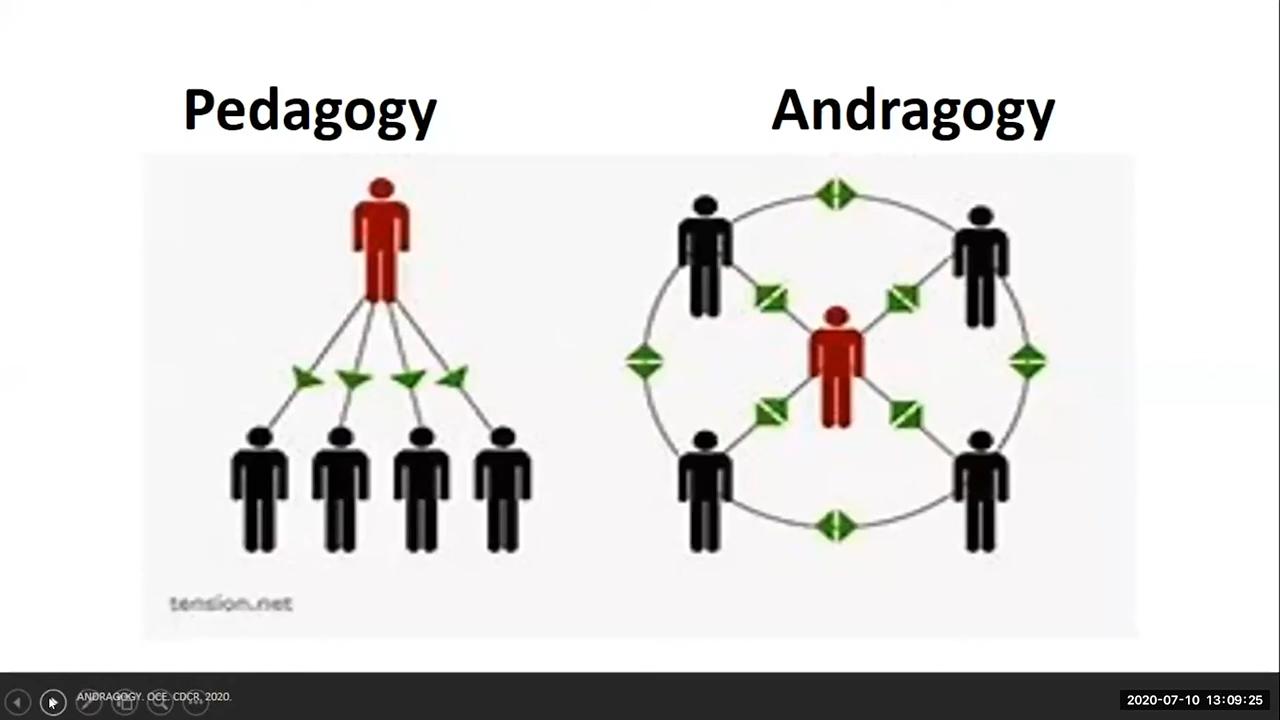 Pedagogy
Andragogy
tension.net
ANDRAGOGY. OCE. CDCR, 2020.
2020-07-10 13:09:25